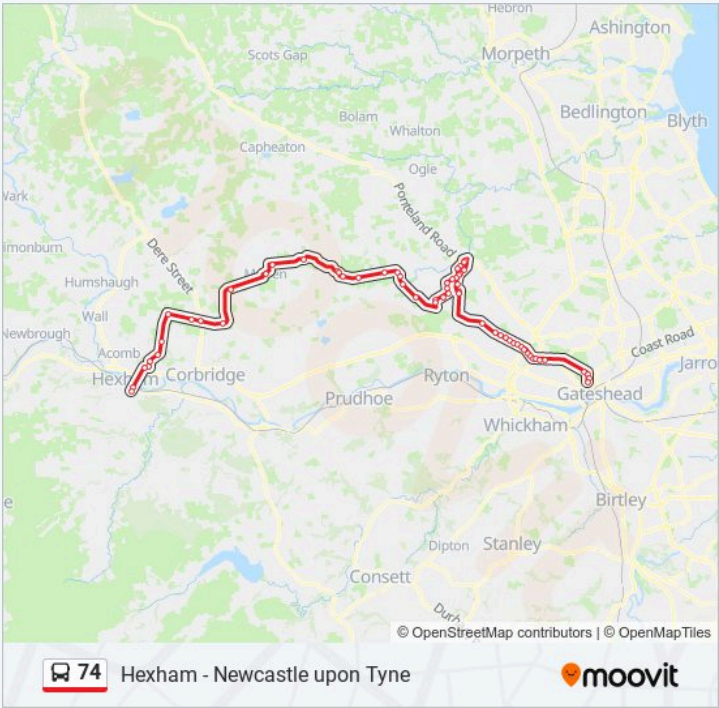 Hebron
Ashington
Scots Gap
Morpeth
Bolam
Bedlington
Whalton
Blyth
Capheaton
Ogle
Wark
Ponteland Road
imonburn
Dere Street
Humshaugh
Wall
Newbrough
Coast Road
Acomb
Jarro
Hexham
Corbridge
Ryton
Prudhoe
Gateshead
Whickham
Birtley
e
Dipton
Stanley
Consett
Durh
© OpenStreetMap contributors | © OpenMapTiles
74 Hexham - Newcastle upon Tyne
moovit